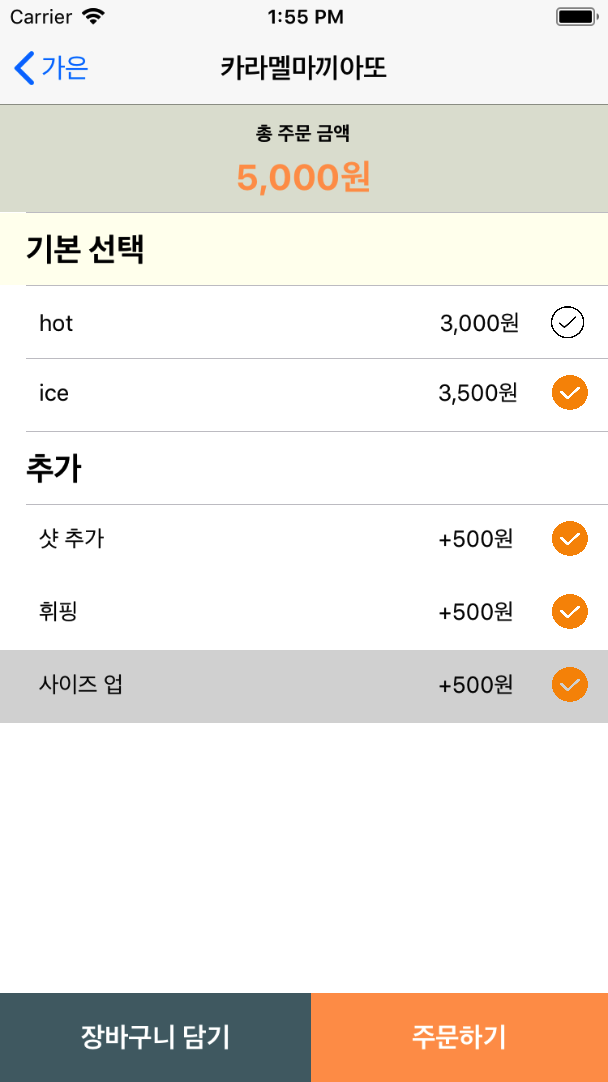 Carrier 1:55 PM
가은 카라멜마끼아또
총 주문 금액
5,000원
기본 선택
hot 3,000원
ice 3,500원
추가
샷 추가 +500원
휘핑 +500원
사이즈 업 +500원
장바구니 담기 주문하기